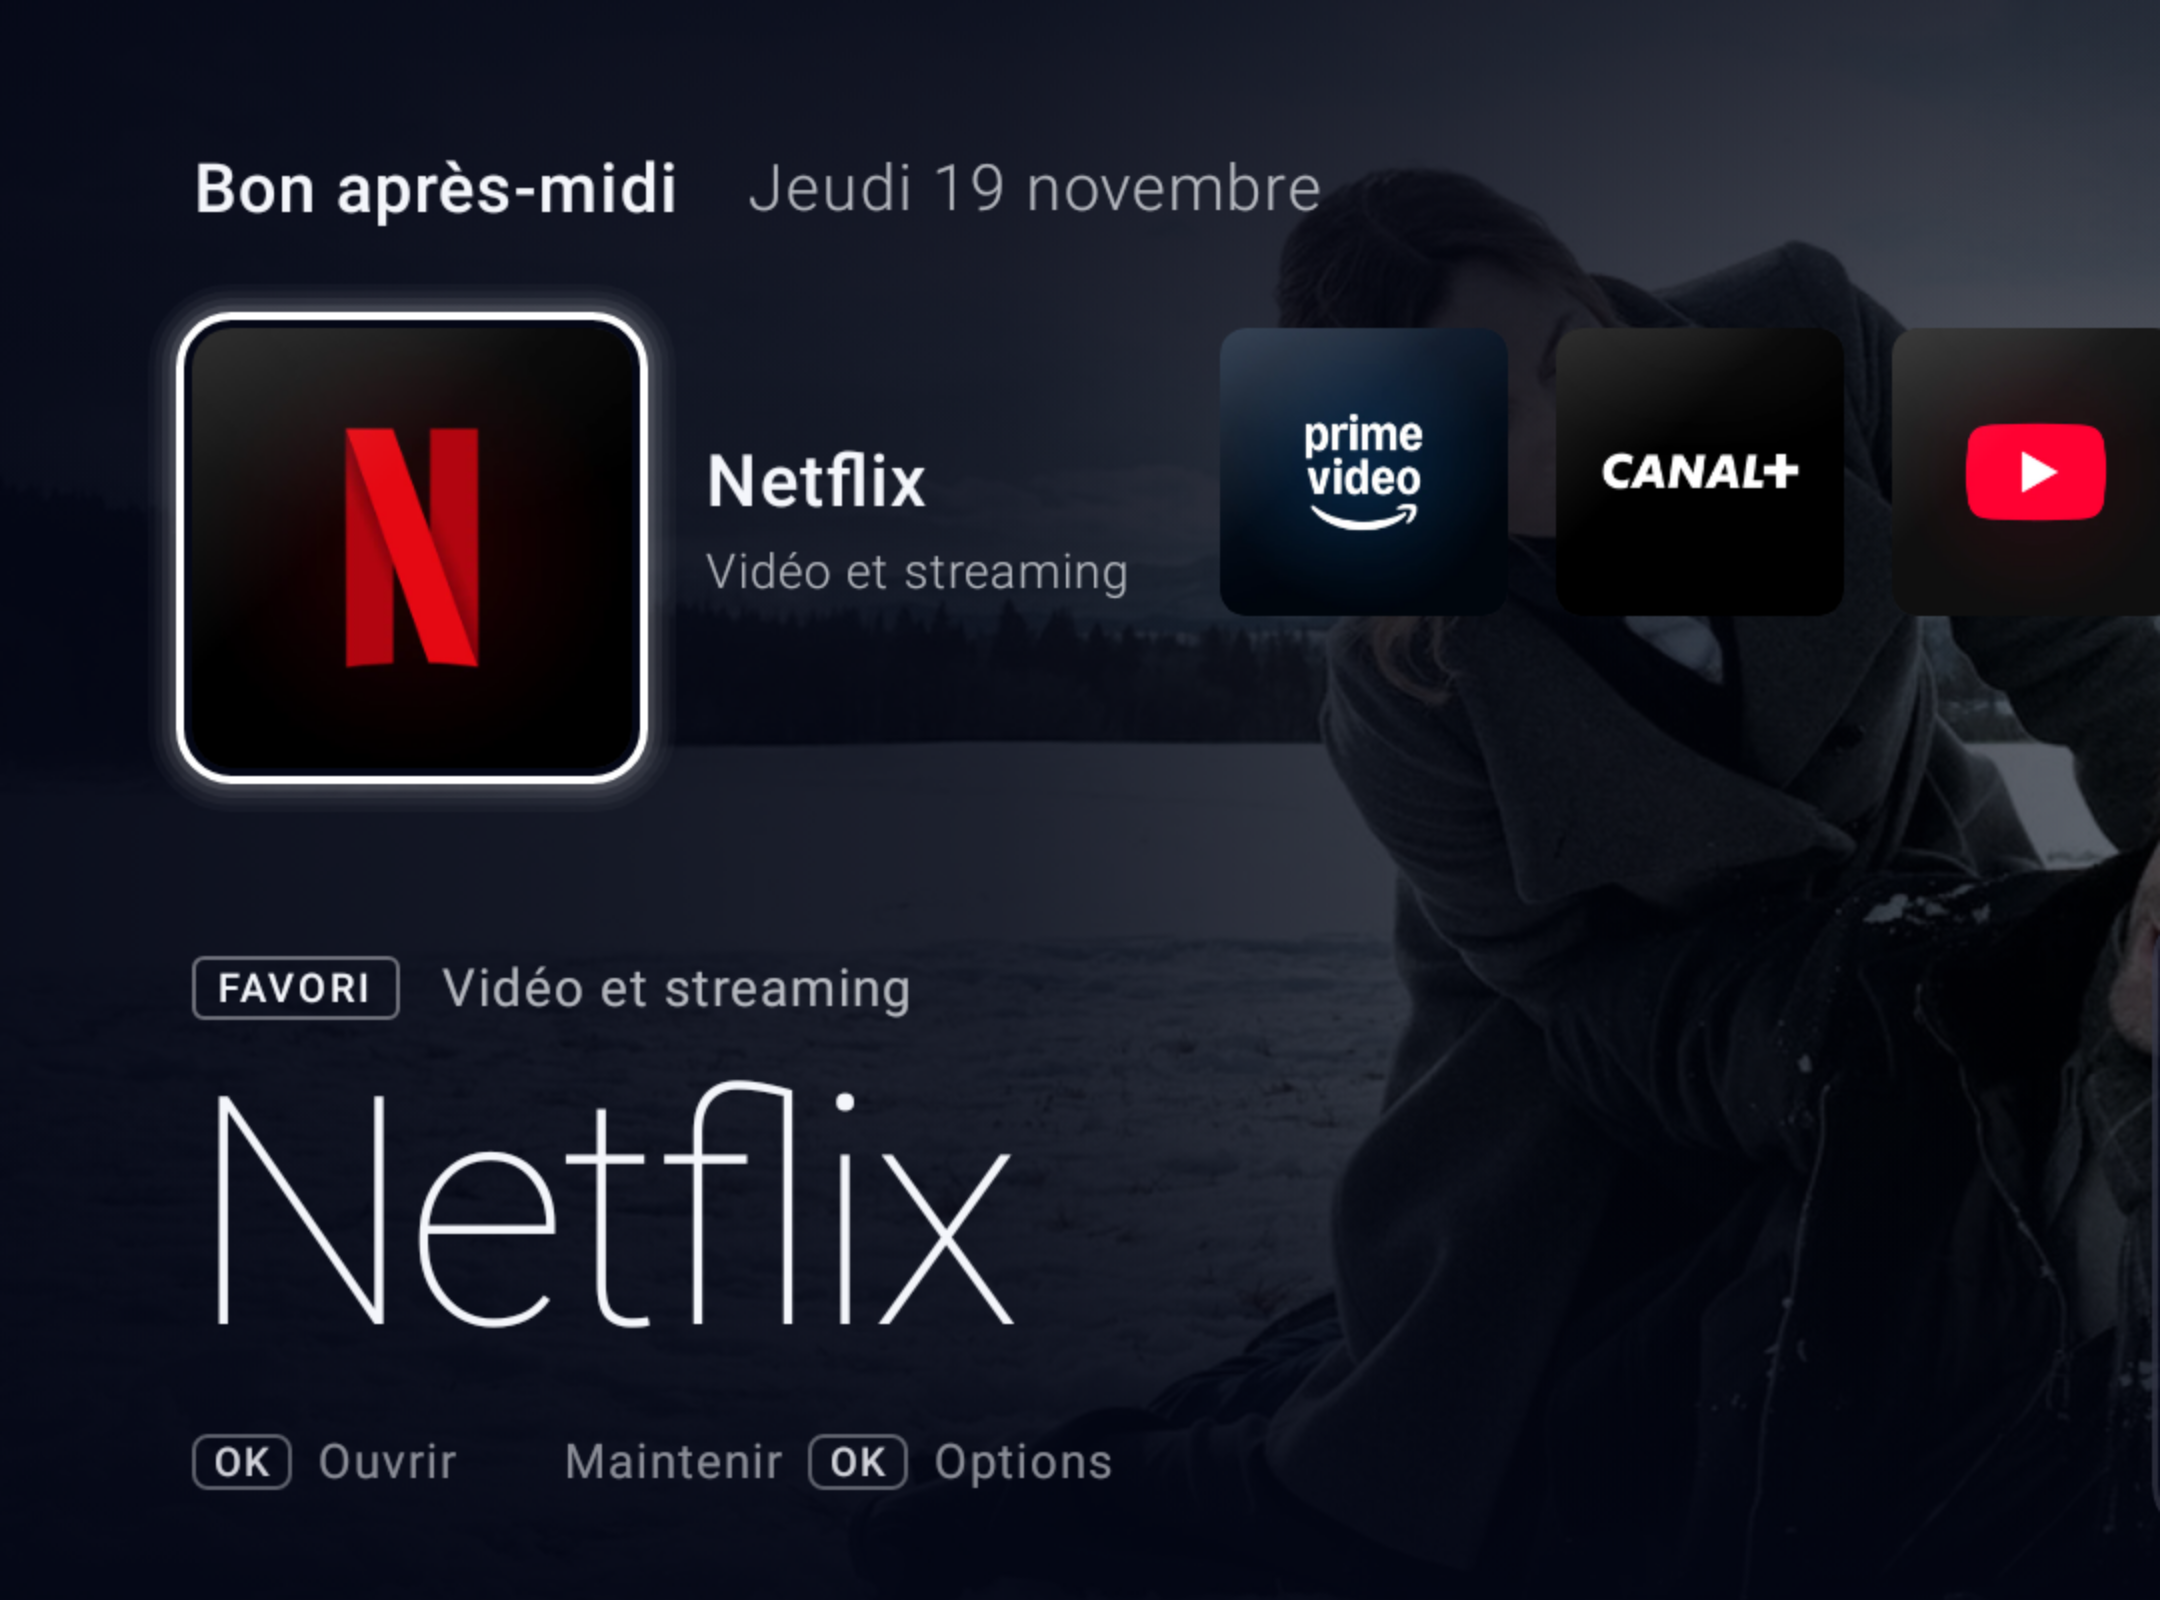 Bon après-midi Jeudi 19 novembre
Netflix
Vidéo et streaming
prime
video
CANAL+
FAVORI Vidéo et streaming
Netflix
OK Ouvrir Maintenir OK Options